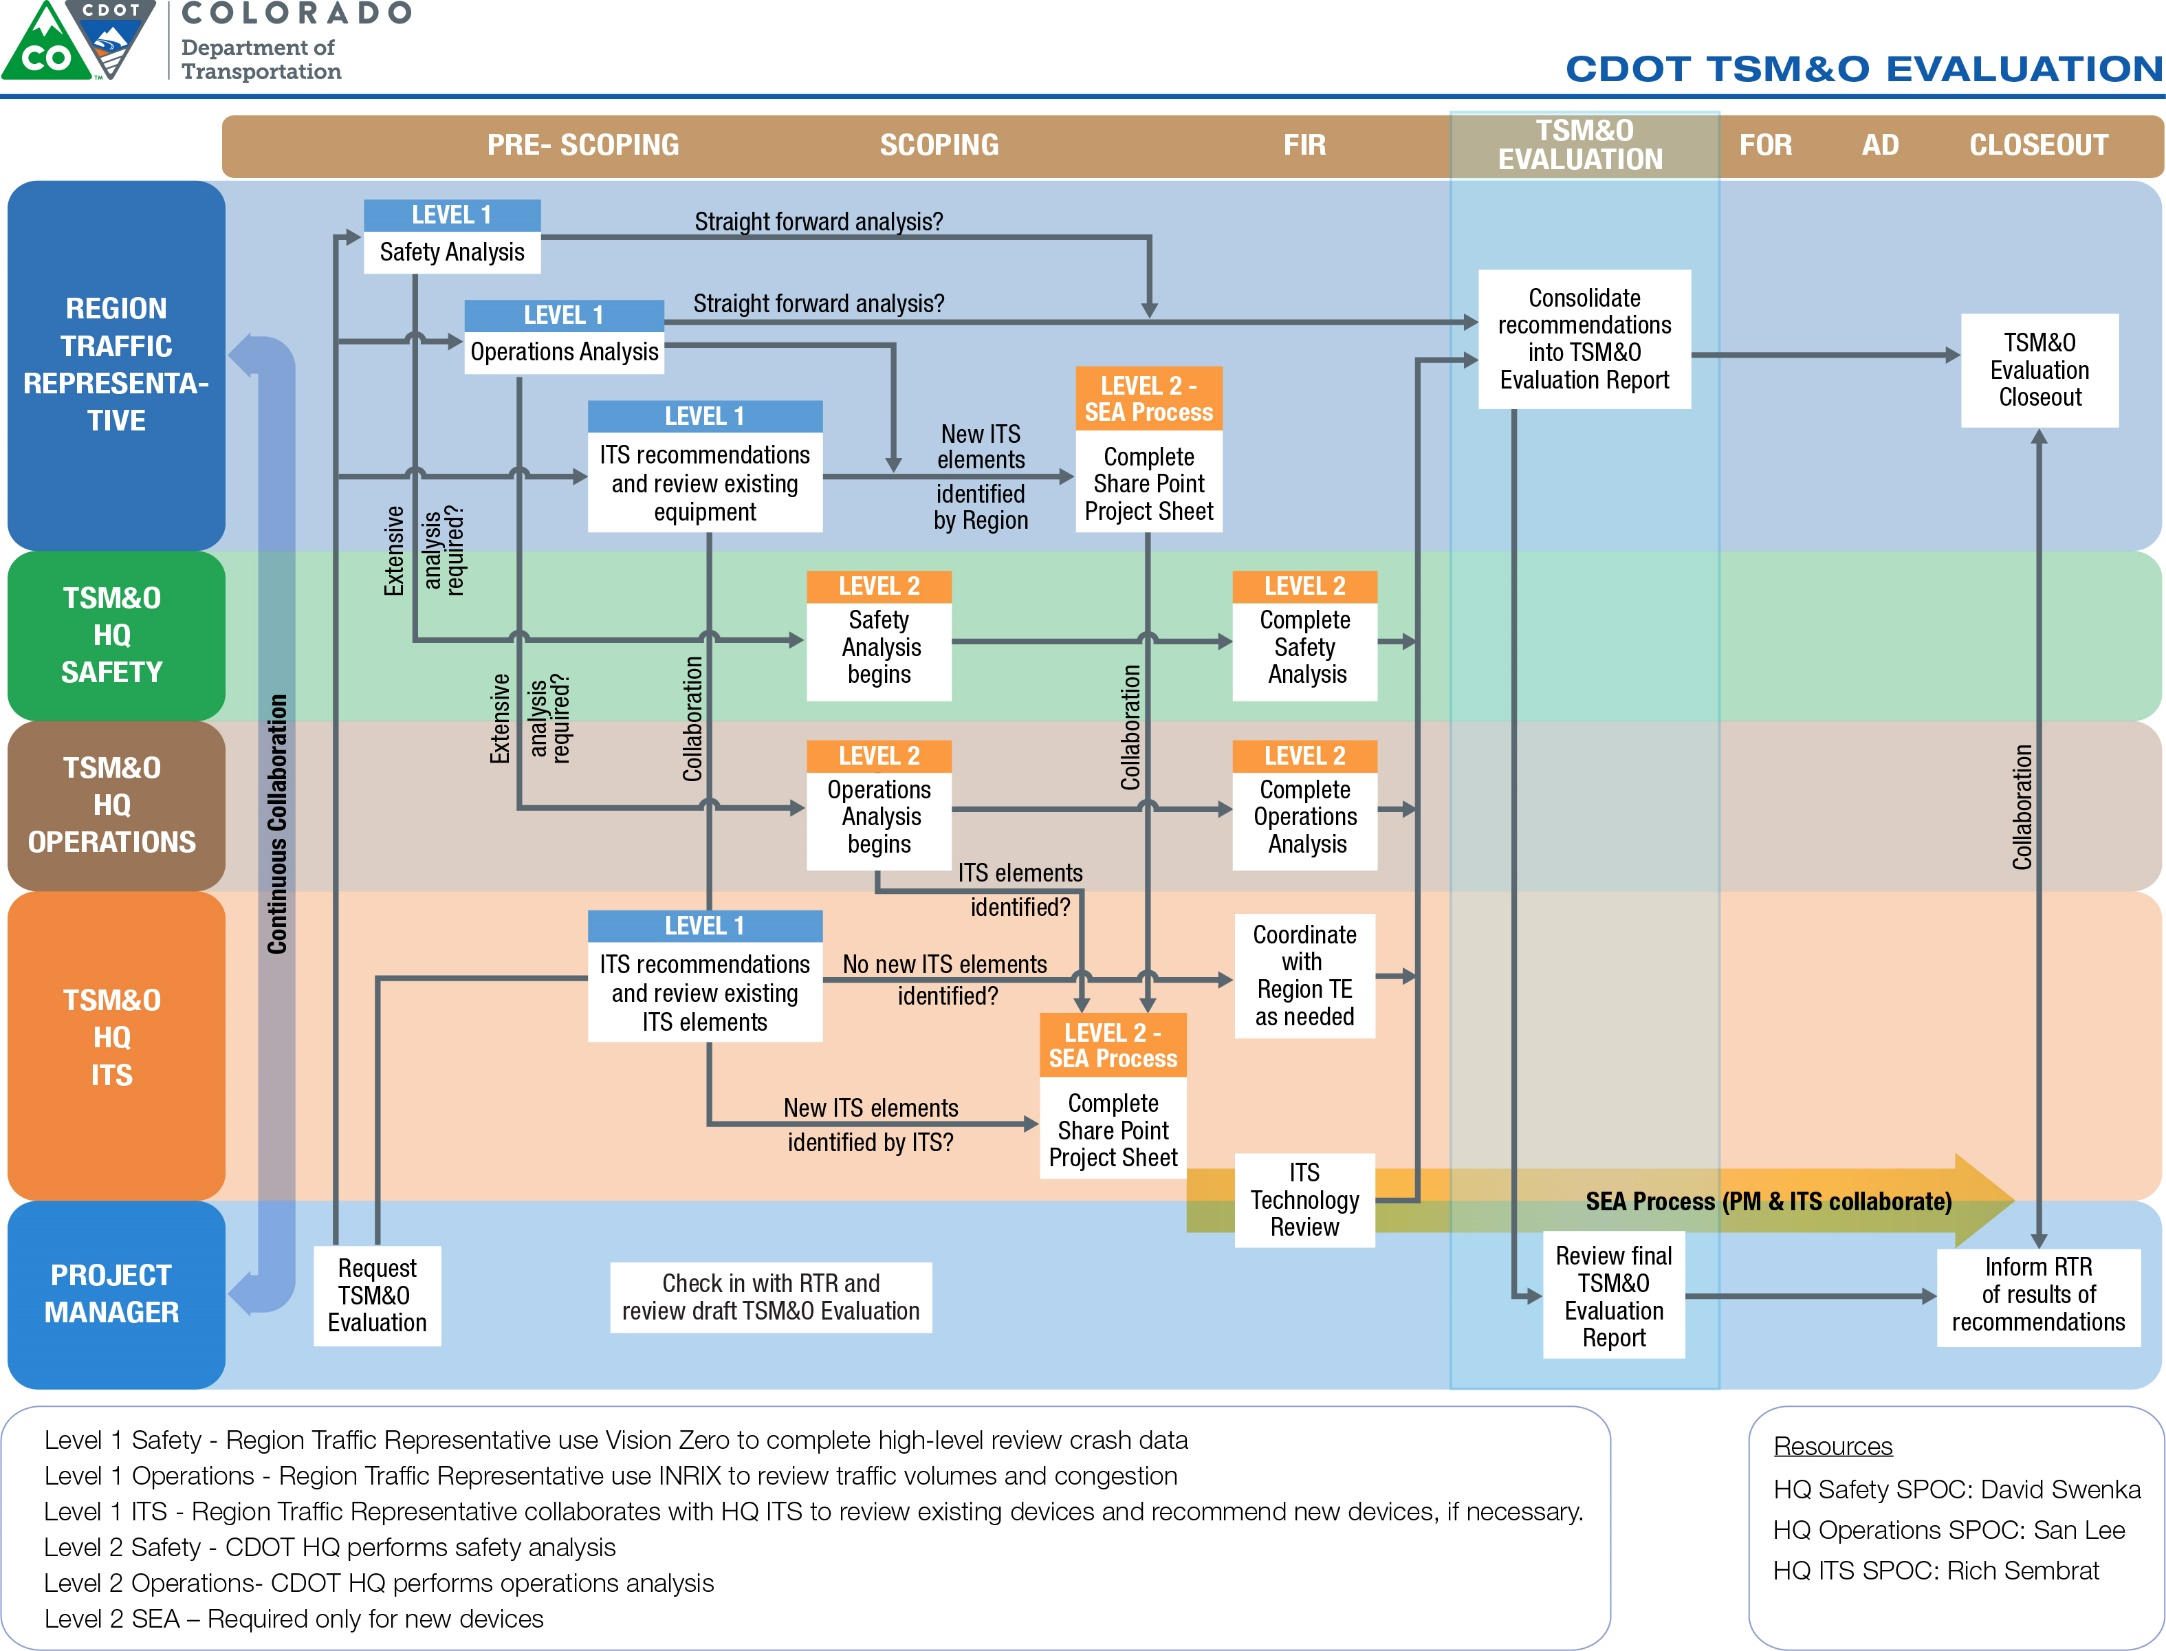 CDOT
CO
TM
COLORADO
Department of
Transportation
CDOT TSM&O EVALUATION
PRE- SCOPING
SCOPING
FIR
TSM&O
EVALUATION
FOR
AD
CLOSEOUT
REGION
TRAFFIC
REPRESENTA-
TIVE
LEVEL 1
Safety Analysis
Straight forward analysis?
LEVEL 1
Operations Analysis
Straight forward analysis?
LEVEL 1
ITS recommendations
and review existing
equipment
New ITS
elements
identified
by Region
LEVEL 2 -
SEA Process
Complete
Share Point
Project Sheet
Consolidate
recommendations
into TSM&O
Evaluation Report
TSM&O
Evaluation
Closeout
Extensive
analysis
required?
TSM&O
HQ
SAFETY
LEVEL 2
Safety
Analysis
begins
LEVEL 2
Complete
Safety
Analysis
Extensive
analysis
required?
Collaboration
Collaboration
Continuous Collaboration
TSM&O
HQ
OPERATIONS
LEVEL 2
Operations
Analysis
begins
LEVEL 2
Complete
Operations
Analysis
Collaboration
ITS elements
identified?
TSM&O
HQ
ITS
LEVEL 1
ITS recommendations
and review existing
ITS elements
No new ITS elements
identified?
Coordinate
with
Region TE
as needed
LEVEL 2 -
SEA Process
Complete
Share Point
Project Sheet
New ITS elements
identified by ITS?
ITS
Technology
Review
SEA Process (PM & ITS collaborate)
PROJECT
MANAGER
Request
TSM&O
Evaluation
Check in with RTR and
review draft TSM&O Evaluation
Review final
TSM&O
Evaluation
Report
Inform RTR
of results of
recommendations
Level 1 Safety - Region Traffic Representative use Vision Zero to complete high-level review crash data
Level 1 Operations - Region Traffic Representative use INRIX to review traffic volumes and congestion
Level 1 ITS - Region Traffic Representative collaborates with HQ ITS to review existing devices and recommend new devices, if necessary.
Level 2 Safety - CDOT HQ performs safety analysis
Level 2 Operations- CDOT HQ performs operations analysis
Level 2 SEA – Required only for new devices
Resources
HQ Safety SPOC: David Swenka
HQ Operations SPOC: San Lee
HQ ITS SPOC: Rich Sembrat